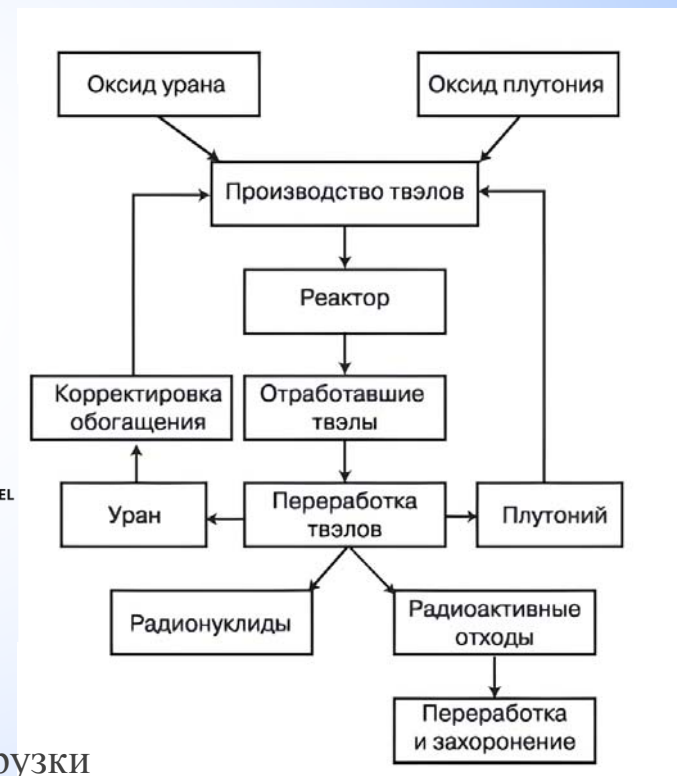 Оксид урана
Оксид плутония
Производство твэлов
Реактор
Корректировка
обогащения
Отработавшие
твэлы
Уран
Переработка
твэлов
Плутоний
Радионуклиды
Радиоактивные
отходы
Переработка
и захоронение